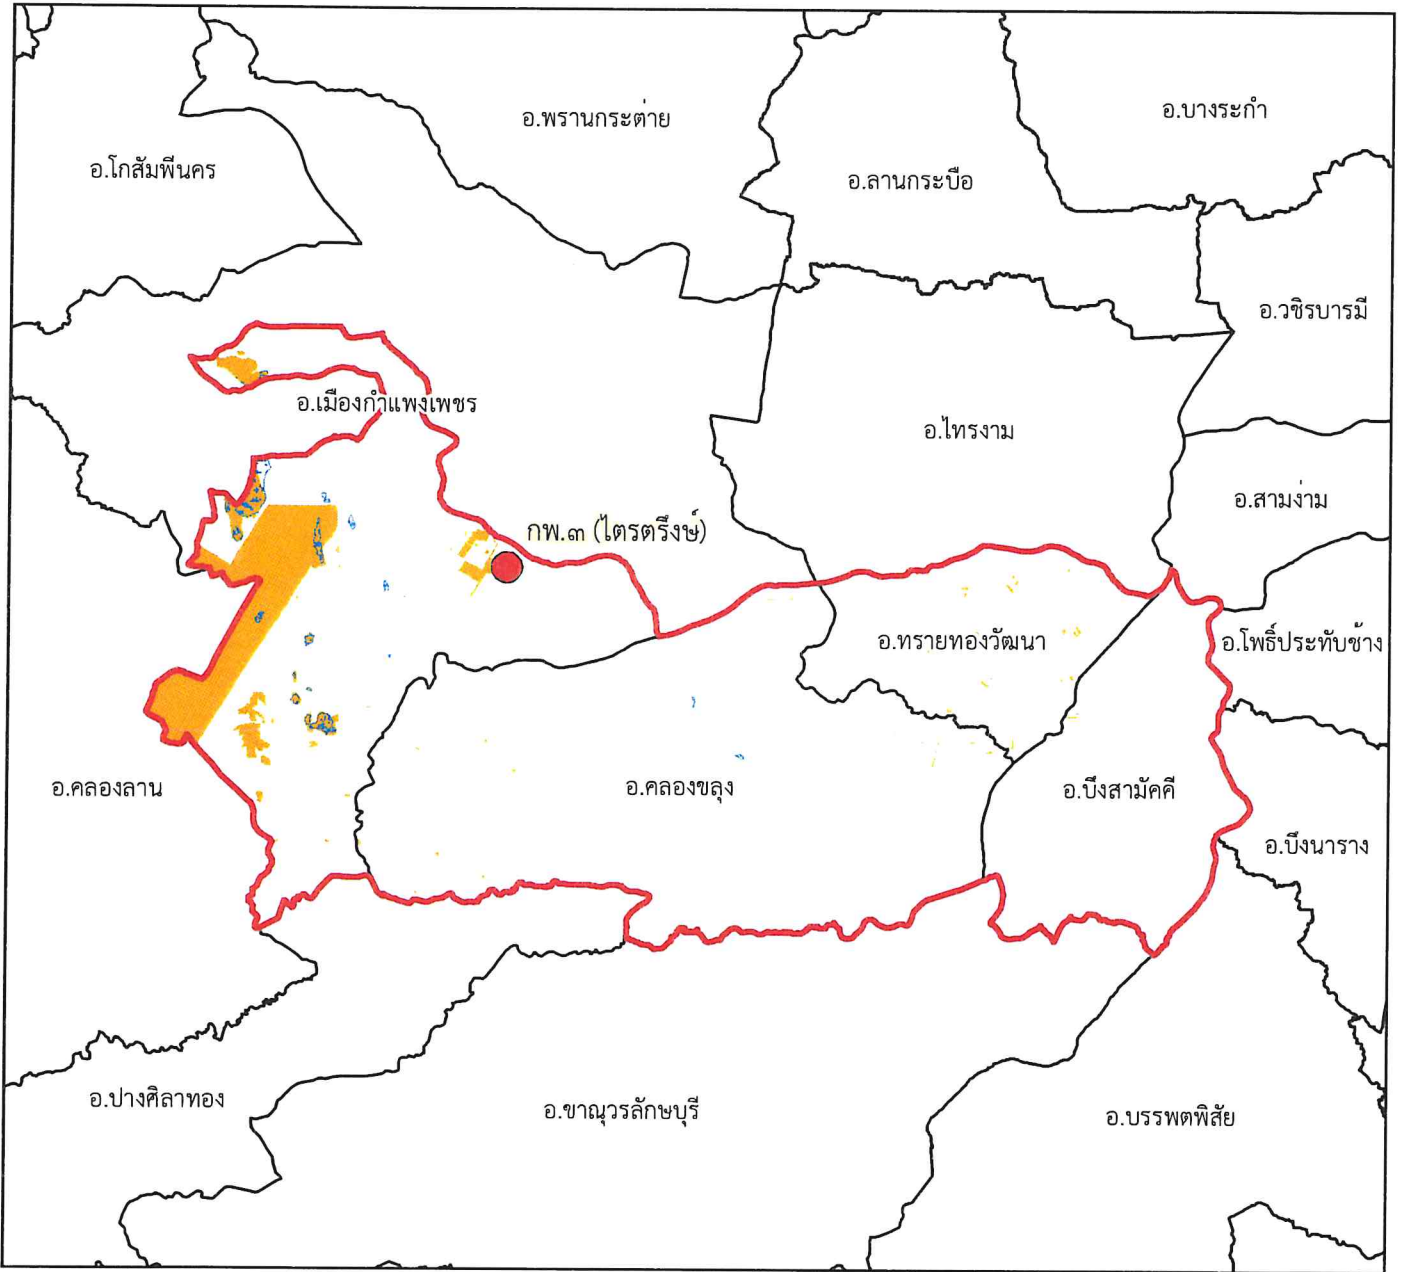 อ.พรานกระต่าย
อ.บางระกำ
อ.โกสัมพีนคร
อ.ลานกระบือ
อ.วชิรบารมี
อ.เมืองกำแพงเพชร
อ.ไทรงาม
อ.สามง่าม
กพ.๓ (ไตรตรึงษ์)
อ.ทรายทองวัฒนา
อ.โพธิ์ประทับช้าง
อ.คลองลาน
อ.คลองขลุง
อ.บึงสามัคคี
อ.บึงนาราง
อ.ปางศิลาทอง
อ.ขาณุวรลักษบุรี
อ.บรรพตพิสัย